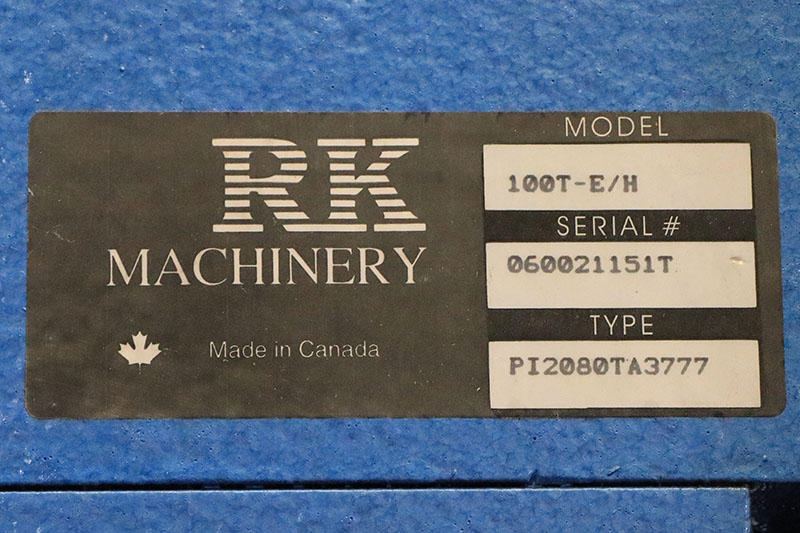 RK
MACHINERY
Made in Canada
MODEL
100T-E/H
SERIAL #
060021151T
TYPE
PI2080TA3777